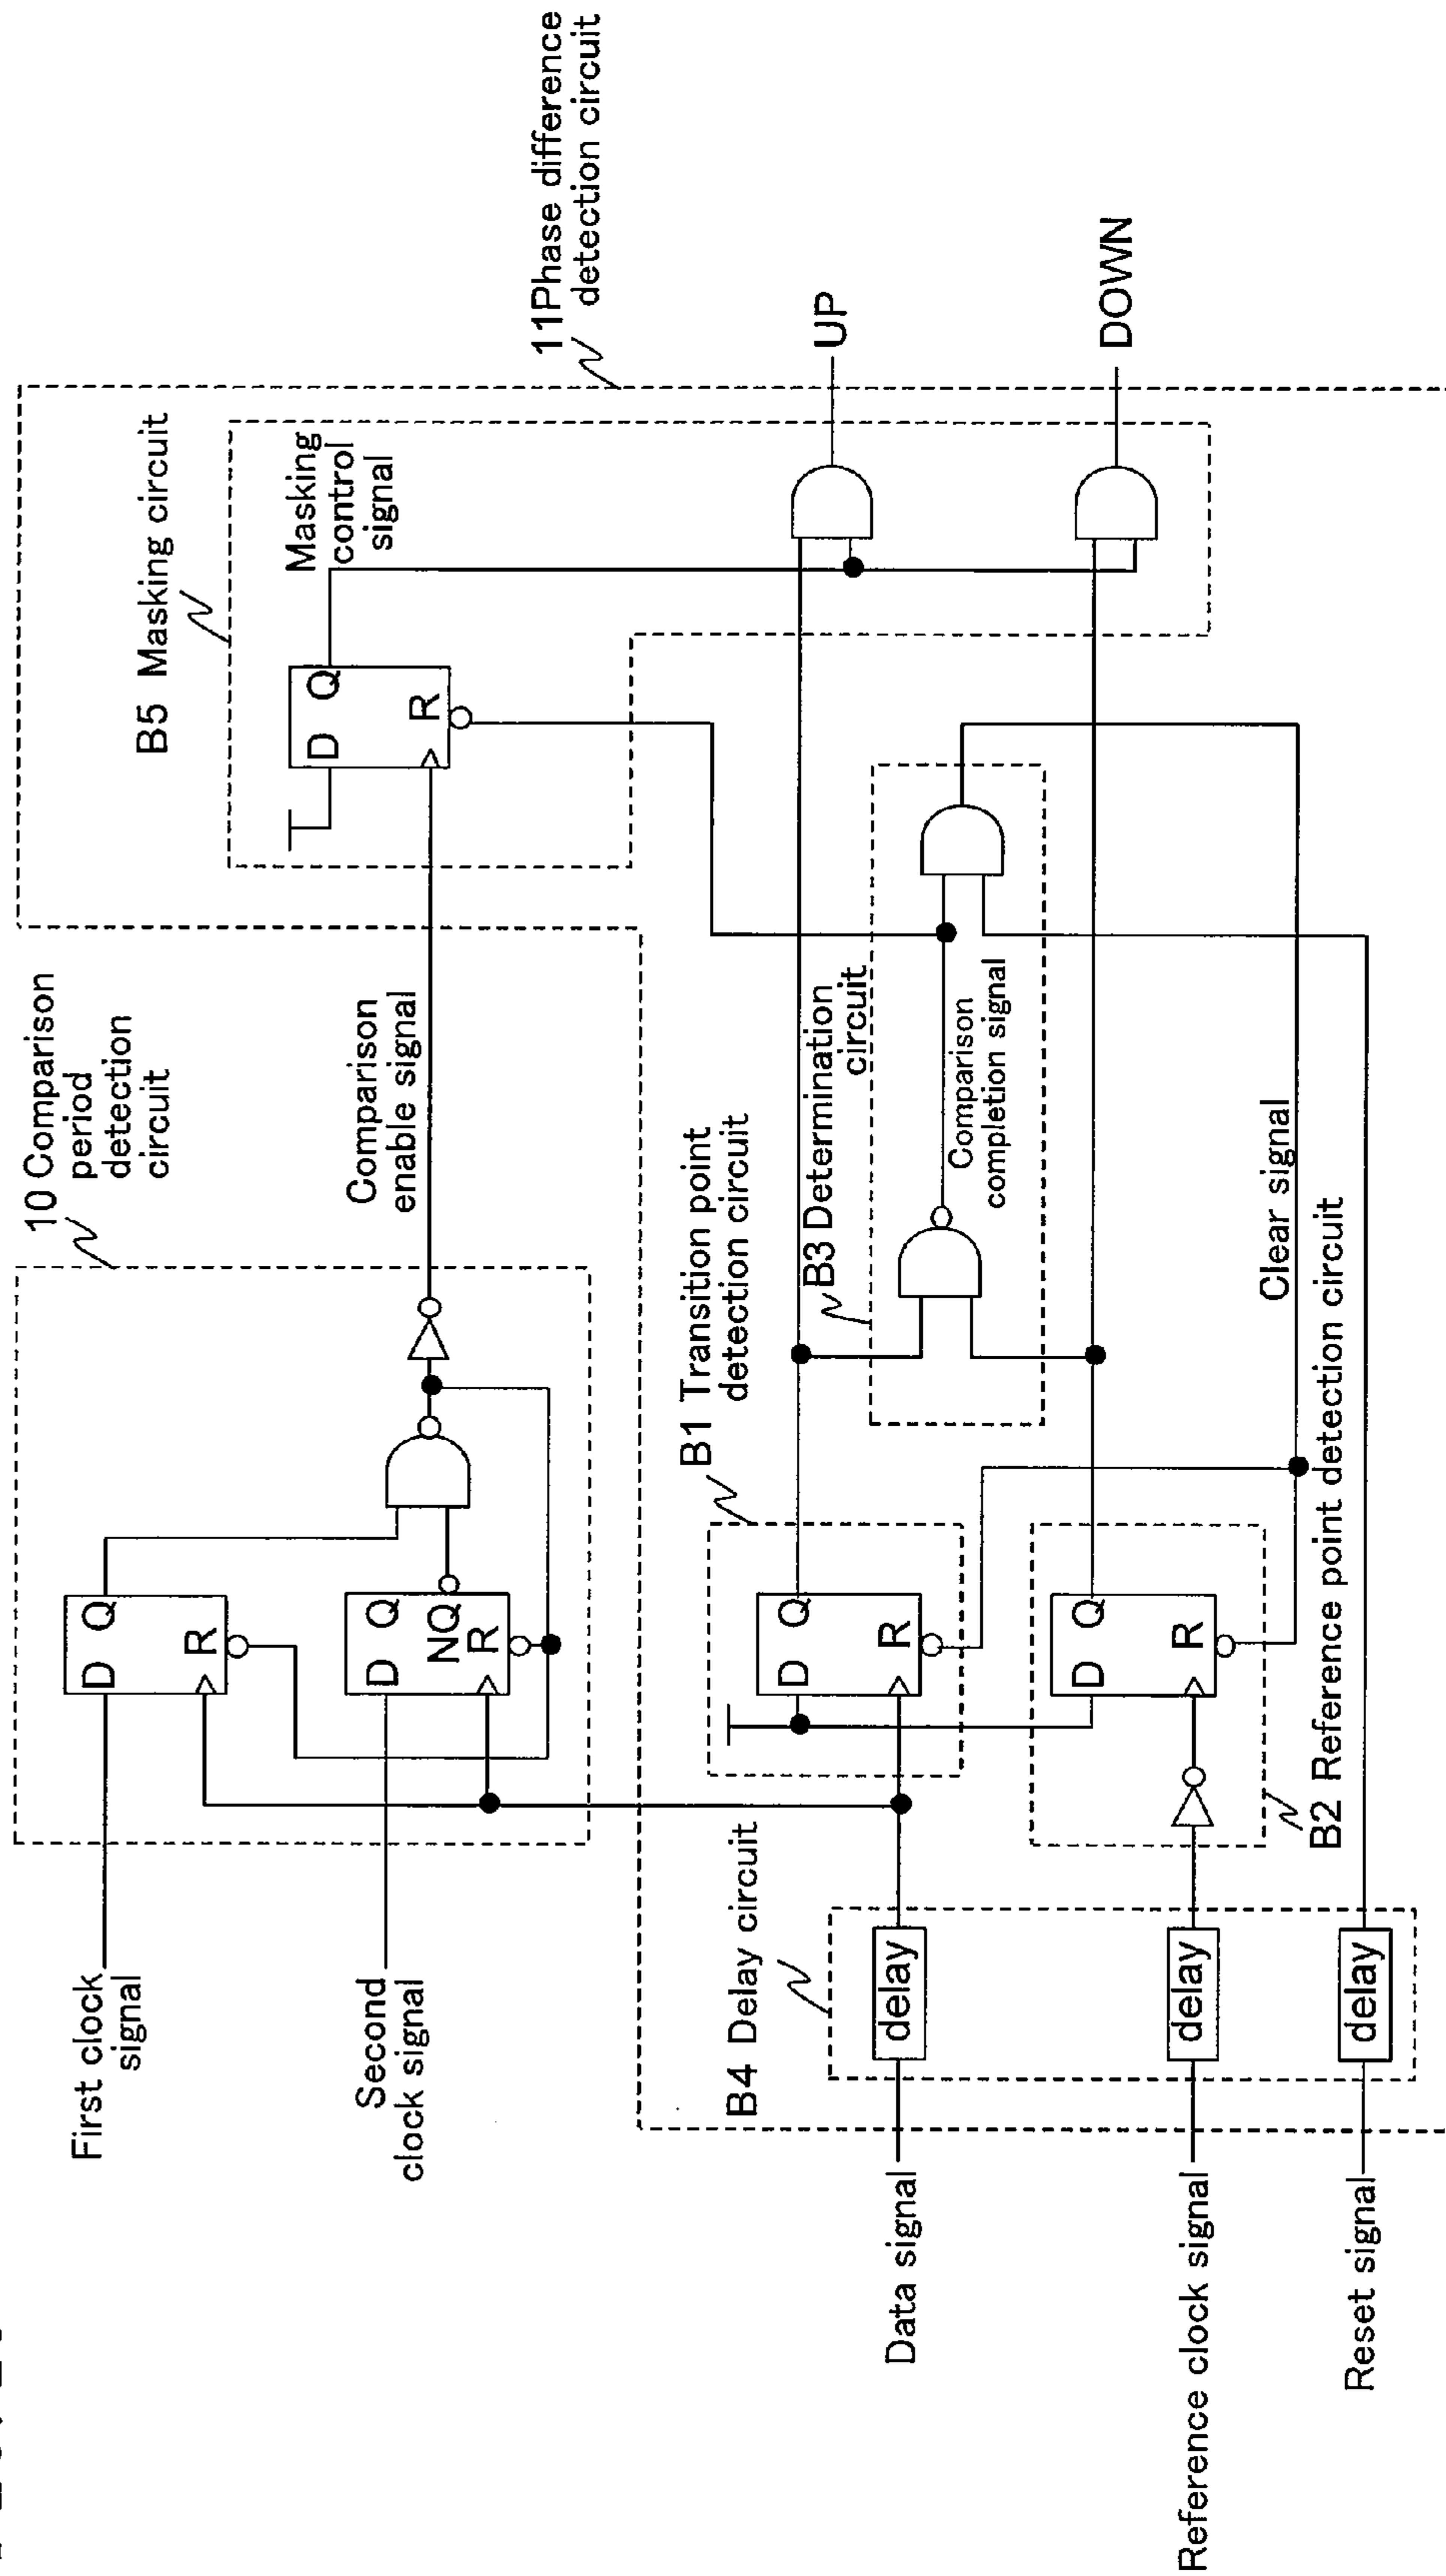 10 Comparison
period
detection
circuit
First clock
signal
Second
clock signal
D Q
R
D Q
NQ
R
Comparison
enable signal
B5 Masking circuit
D Q
R
Masking
control
signal
11Phase difference
detection circuit
UP
DOWN
B1 Transition point
detection circuit
D Q
R
B3 Determination
circuit
Comparison
completion signal
D Q
R
B2 Reference point detection circuit
Clear signal
B4 Delay circuit
delay
delay
delay
Data signal
Reference clock signal
Reset signal